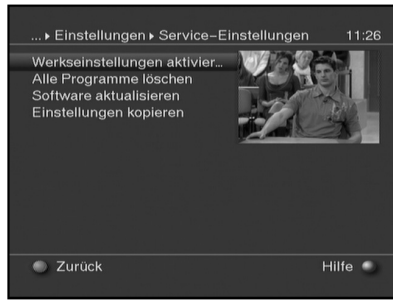 ... ▸ Einstellungen ▸ Service-Einstellungen 11:26
Werkseinstellungen aktivier...
Alle Programme löschen
Software aktualisieren
Einstellungen kopieren
Zurück Hilfe